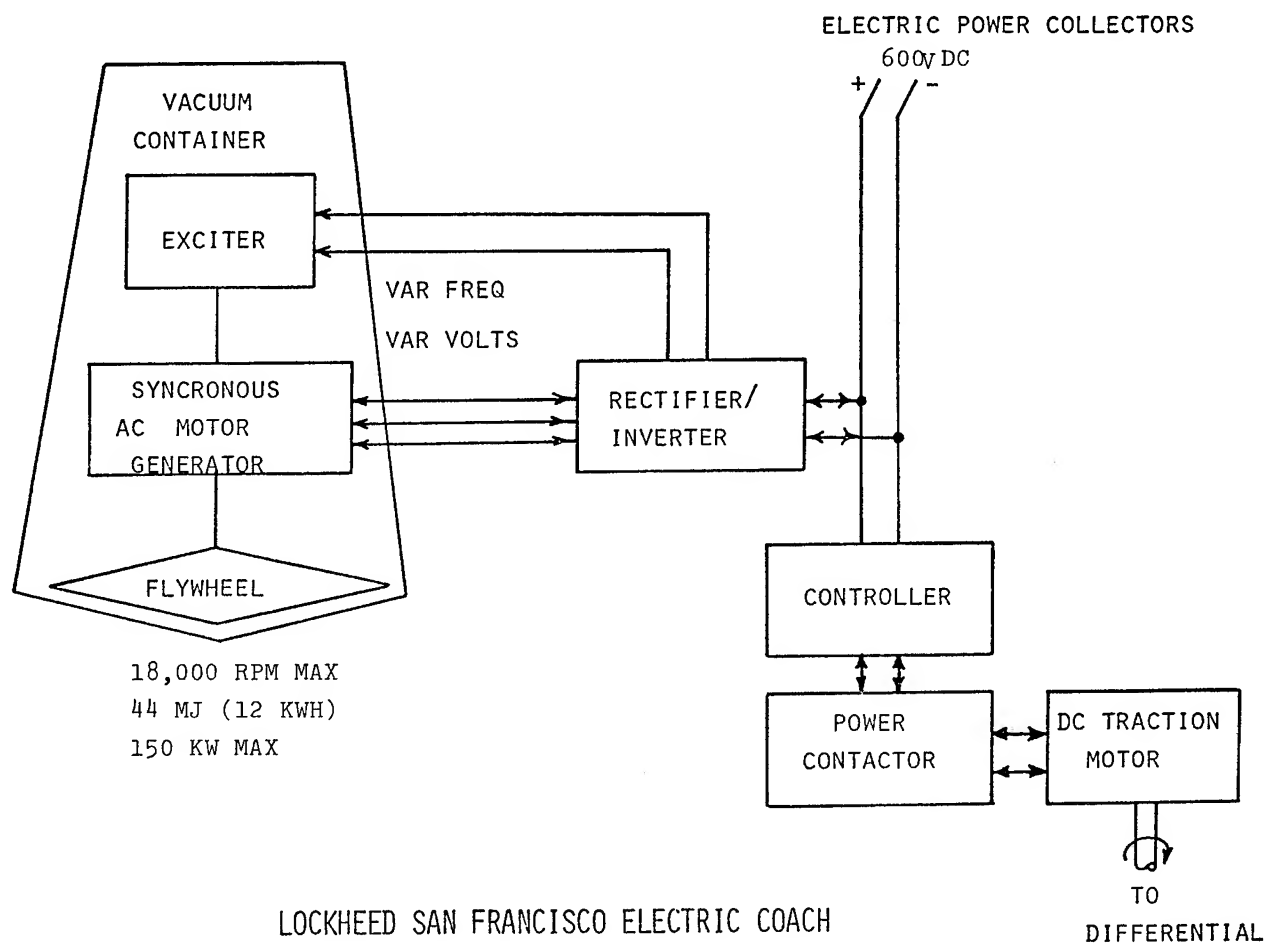 ELECTRIC POWER COLLECTORS
600V DC
+ -
VACUUM
CONTAINER
EXCITER
VAR FREQ
VAR VOLTS
SYNCRONOUS
AC MOTOR
GENERATOR
RECTIFIER/
INVERTER
FLYWHEEL
CONTROLLER
18,000 RPM MAX
44 MJ (12 KWH)
150 KW MAX
POWER
CONTACTOR
DC TRACTION
MOTOR
TO
DIFFERENTIAL
LOCKHEED SAN FRANCISCO ELECTRIC COACH